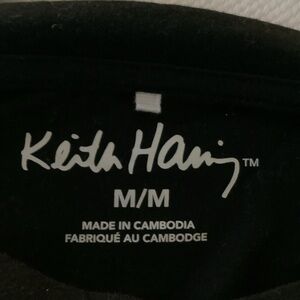 Keith Haring™
M/M
MADE IN CAMBODIA
FABRIQUÉ AU CAMBODGE